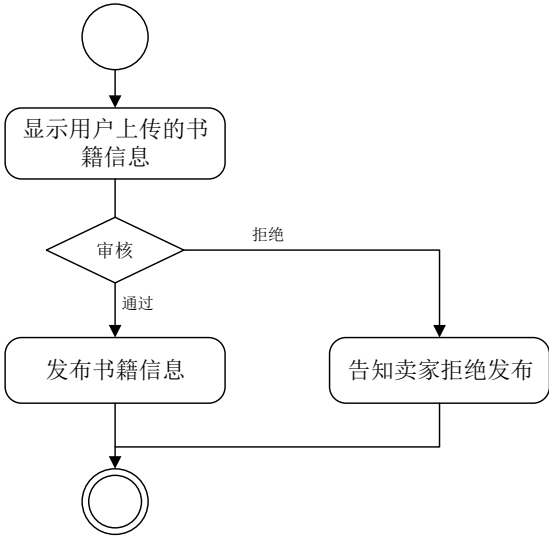 显示用户上传的书
籍信息
审核
拒绝
通过
发布书籍信息
告知卖家拒绝发布